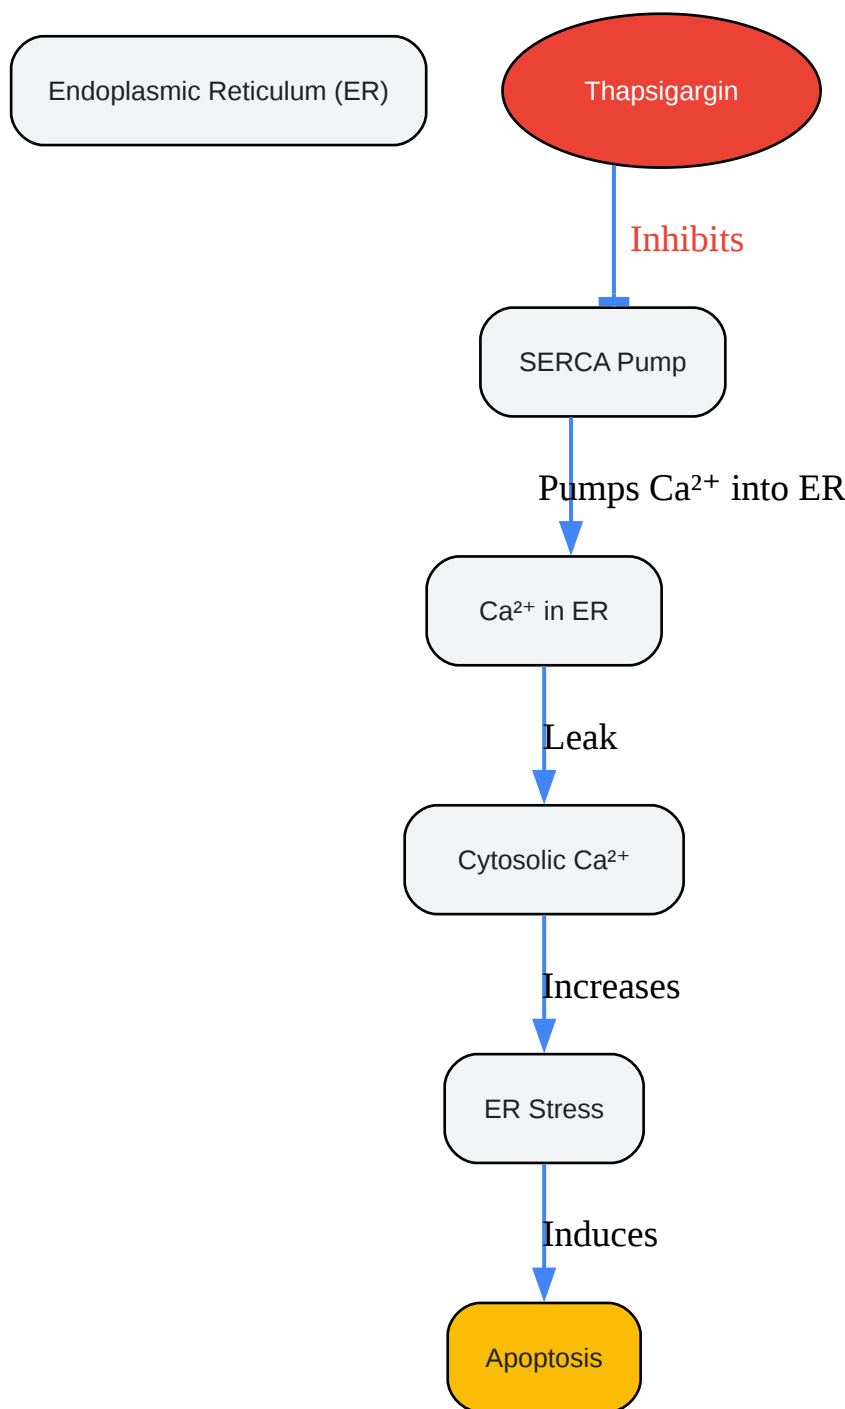 Endoplasmic Reticulum (ER)
Thapsigargin
Inhibits
SERCA Pump
Pumps Ca²⁺ into ER
Ca²⁺ in ER
Leak
Cytosolic Ca²⁺
Increases
ER Stress
Induces
Apoptosis